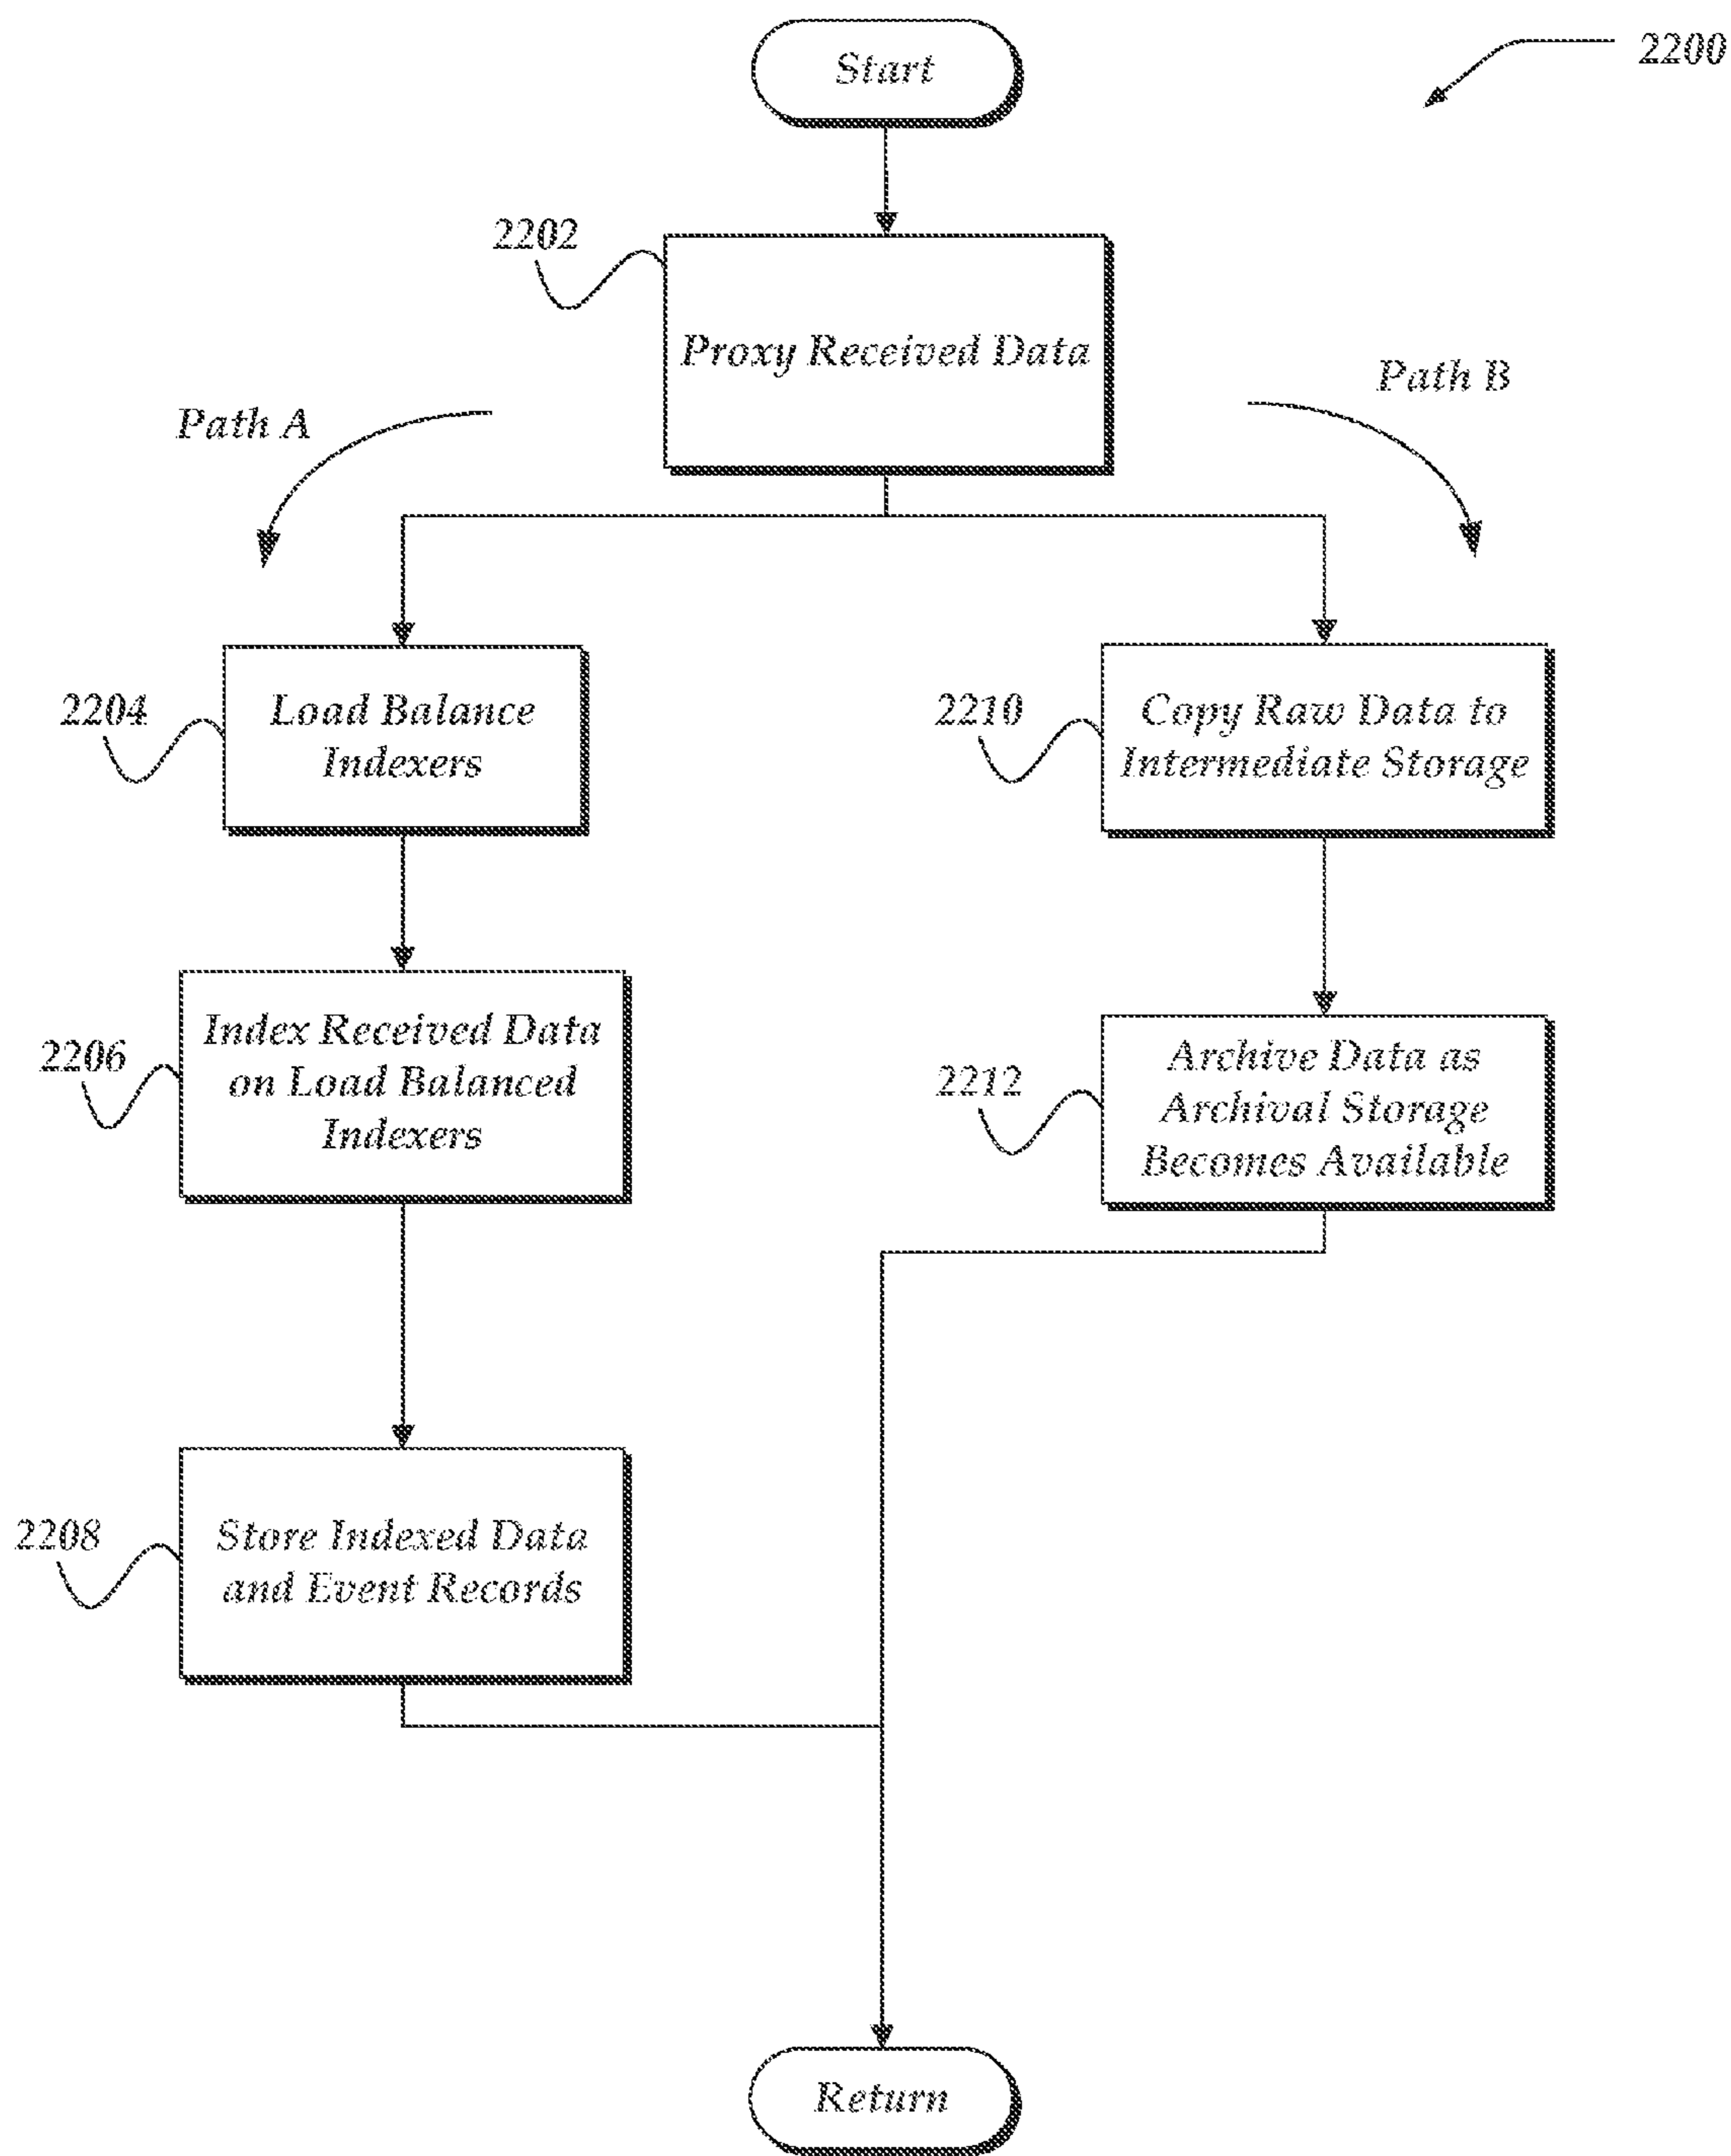 Start
2200
2202
Proxy Received Data
Path A
Path B
2204
Load Balance
Indexers
2210
Copy Raw Data to
Intermediate Storage
2206
Index Received Data
on Load Balanced
Indexers
2212
Archive Data as
Archival Storage
Becomes Available
2208
Store Indexed Data
and Event Records
Return